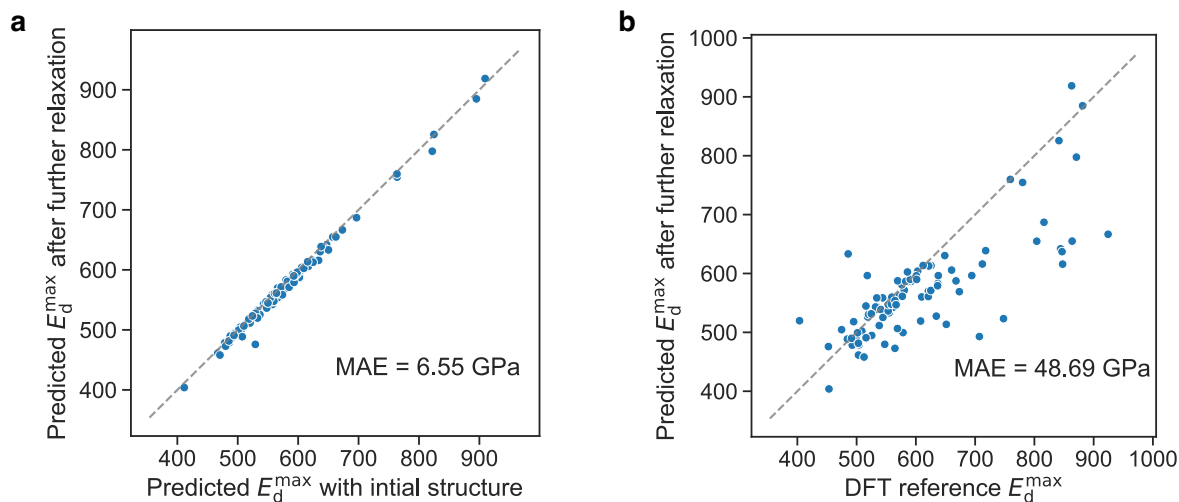 a
Predicted E_d^max after further relaxation
900
800
700
600
500
400
MAE = 6.55 GPa
400 500 600 700 800 900
Predicted E_d^max with intial structure
b
Predicted E_d^max after further relaxation
1000
900
800
700
600
500
400
MAE = 48.69 GPa
400 500 600 700 800 900 1000
DFT reference E_d^max